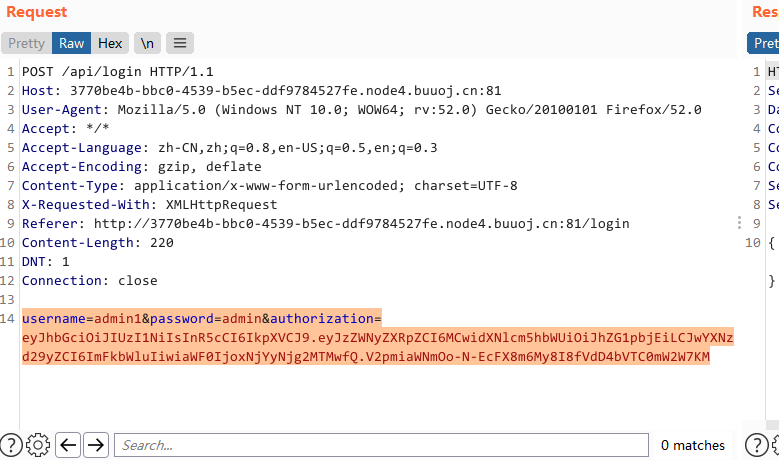 Request
Res
Pretty Raw Hex \n
Pret
1 POST /api/login HTTP/1.1
2 Host: 3770be4b-bbc0-4539-b5ec-ddf9784527fe.node4.buuoj.cn:81
3 User-Agent: Mozilla/5.0 (Windows NT 10.0; WOW64; rv:52.0) Gecko/20100101 Firefox/52.0
4 Accept: */*
5 Accept-Language: zh-CN,zh;q=0.8,en-US;q=0.5,en;q=0.3
6 Accept-Encoding: gzip, deflate
7 Content-Type: application/x-www-form-urlencoded; charset=UTF-8
8 X-Requested-With: XMLHttpRequest
9 Referer: http://3770be4b-bbc0-4539-b5ec-ddf9784527fe.node4.buuoj.cn:81/login
10 Content-Length: 220
11 DNT: 1
12 Connection: close
13
14 username=admin1&password=admin&authorization=
eyJhbGciOiJIUzI1NiIsInR5cCI6IkpXVCJ9.eyJzZWNyZXRpZCI6MCwidXNlcm5hbWUiOiJhZG1pbjEiLCJwYXNz
d29yZCI6ImFkbWluIiwiaWF0IjoxNjYyNjg2MTMwfQ.V2pmiaWNmOo-N-EcFX8m6My8I8fVdD4bVTC0mW2W7KM
1 H
2 Se
3 Da
4 Co
5 Co
6 Co
7 Se
8 Se
9
10 {
}
Search...
0 matches